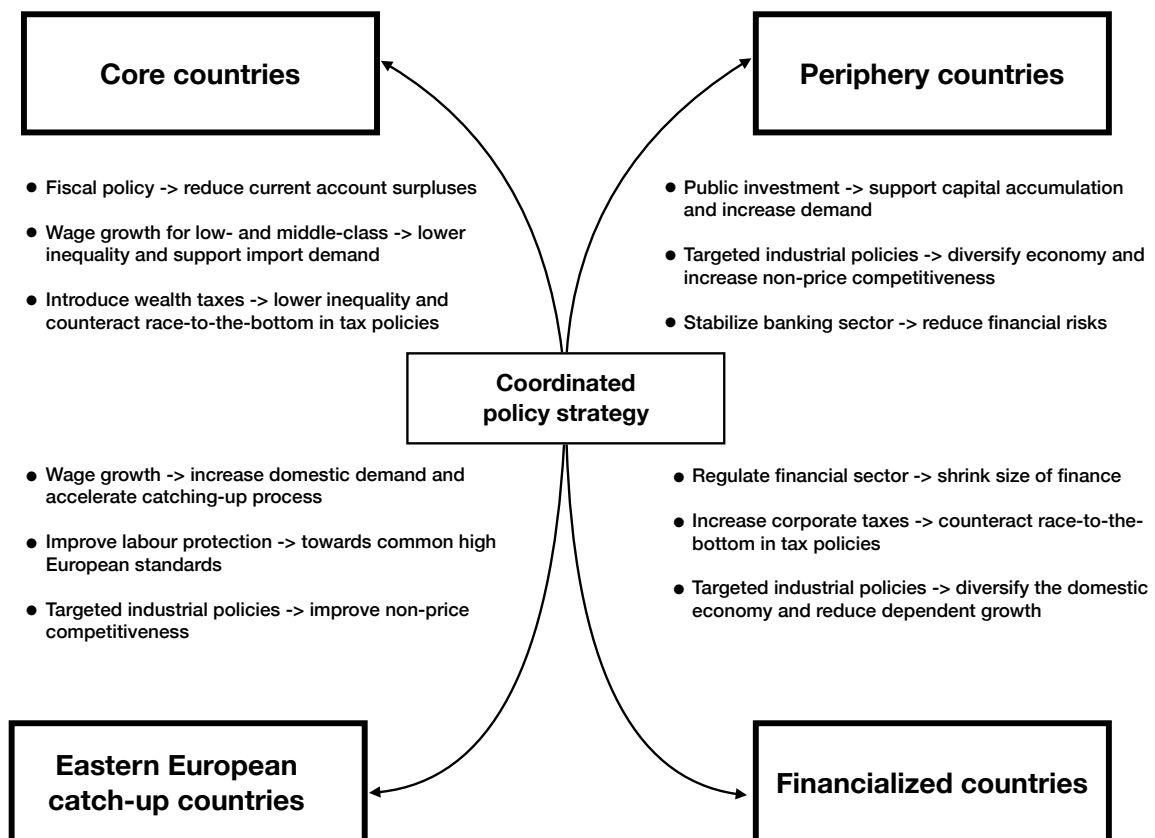 Core countries
● Fiscal policy -> reduce current account surpluses
● Wage growth for low- and middle-class -> lower
inequality and support import demand
● Introduce wealth taxes -> lower inequality and
counteract race-to-the-bottom in tax policies
Periphery countries
● Public investment -> support capital accumulation
and increase demand
● Targeted industrial policies -> diversify economy and
increase non-price competitiveness
● Stabilize banking sector -> reduce financial risks
Coordinated
policy strategy
● Wage growth -> increase domestic demand and
accelerate catching-up process
● Improve labour protection -> towards common high
European standards
● Targeted industrial policies -> improve non-price
competitiveness
Eastern European
catch-up countries
● Regulate financial sector -> shrink size of finance
● Increase corporate taxes -> counteract race-to-the-
bottom in tax policies
● Targeted industrial policies -> diversify the domestic
economy and reduce dependent growth
Financialized countries